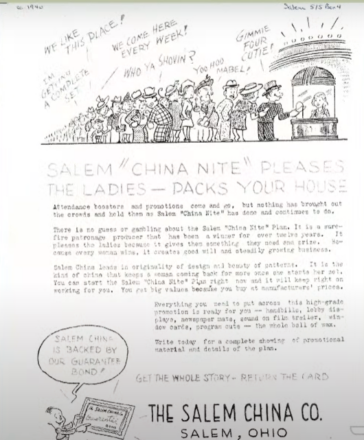 c. 1940
Salem
WE LIKE
THIS PLACE!
WE COME HERE
EVERY WEEK!
GIMMIE
FOUR
CUTIE!
I'M
GETTING
A COMPLETE
SET
WHO YA SHOVIN?
YOO HOO
MABEL!
SALEM "CHINA NITE" PLEASES
THE LADIES — PACKS YOUR HOUSE
Attendance boosters and promotions come and go, but nothing has brought out
the crowds and held them as Salem "China Nite" has done and continues to do.
There is no guess or gambling about the Salem "China Nite" Plan. It is a sure-
fire patronage producer that has been a winner for over twelve years. It
pleases the ladies because it gives them something they need and prize. Be-
cause every woman wins, it creates good will and steadily growing business.
Salem China leads in originality of design and beauty of patterns. It is the
kind of china that keeps a woman coming back for more once she starts her set.
You can start the Salem "China Nite" Plan right now and it will keep right on
working for you. You get big values because you buy at manufacturers' prices.
Everything you need to put across this high-grade
promotion is ready for you — handbills, lobby dis-
plays, newspaper cuts, sound on film trailer, win-
dow cards, program cuts — the whole ball of wax.
Write today for a complete showing of promotional
material and details of the plan.
SALEM CHINA
IS BACKED BY
OUR GUARANTEE
BOND!
GET THE WHOLE STORY — RETURN THE CARD
THE SALEM CHINA CO.
SALEM, OHIO